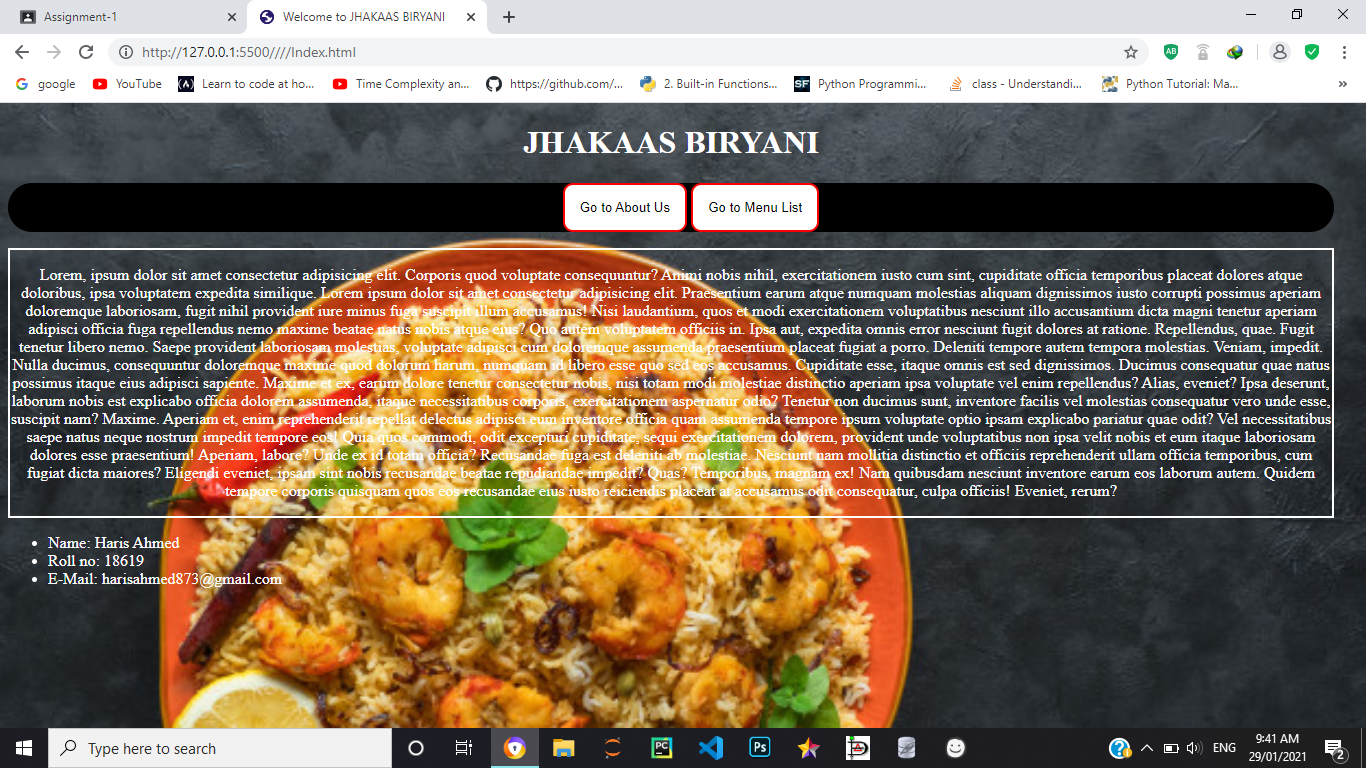 Assignment-1
Welcome to JHAKAAS BIRYANI
http://127.0.0.1:5500////Index.html
google
YouTube
Learn to code at ho...
Time Complexity an...
https://github.com/...
2. Built-in Functions...
Python Programmi...
class - Understandi...
Python Tutorial: Ma...
JHAKAAS BIRYANI
Go to About Us
Go to Menu List
Lorem, ipsum dolor sit amet consectetur adipisicing elit. Corporis quod voluptate consequuntur? Animi nobis nihil, exercitationem iusto cum sint, cupiditate officia temporibus placeat dolores atque
doloribus, ipsa voluptatem expedita similique. Lorem ipsum dolor sit amet consectetur adipisicing elit. Praesentium earum atque numquam molestias aliquam dignissimos iusto corrupti possimus aperiam
doloremque laboriosam, fugit nihil provident iure minus fuga suscipit illum accusamus! Nisi laudantium, quos et modi exercitationem voluptatibus nesciunt illo accusantium dicta magni tenetur aperiam
adipisci officia fuga repellendus nemo maxime beatae natus nobis atque eius? Quo autem voluptatem officiis in. Ipsa aut, expedita omnis error nesciunt fugit dolores at ratione. Repellendus, quae. Fugit
tenetur libero nemo. Saepe provident laboriosam molestias, voluptate adipisci cum doloremque assumenda praesentium placeat fugiat a porro. Deleniti tempore autem tempora molestias. Veniam, impedit.
Nulla ducimus, consequuntur doloremque maxime quod dolorum harum, numquam id libero esse quo sed eos accusamus. Cupiditate esse, itaque omnis est sed dignissimos. Ducimus consequatur quae natus
possimus itaque eius adipisci sapiente. Maxime et ex, earum dolore tenetur consectetur nobis, nisi totam modi molestiae distinctio aperiam ipsa voluptate vel enim repellendus? Alias, eveniet? Ipsa deserunt,
laborum nobis est explicabo officia dolorem assumenda, itaque necessitatibus corporis, exercitationem aspernatur odio? Tenetur non ducimus sunt, inventore facilis vel molestias consequatur vero unde esse,
suscipit nam? Maxime. Aperiam et, enim reprehenderit repellat delectus adipisci eum inventore officia quam assumenda tempore ipsum voluptate optio ipsam explicabo pariatur quae odit? Vel necessitatibus
saepe natus neque nostrum impedit tempore eos! Quia quos commodi, odit excepturi cupiditate, sequi exercitationem dolorem, provident unde voluptatibus non ipsa velit nobis et eum itaque laboriosam
dolores esse praesentium! Aperiam, labore? Unde ex id totam officia? Recusandae fuga est deleniti ab molestiae. Nesciunt nam mollitia distinctio et officiis reprehenderit ullam officia temporibus, cum
fugiat dicta maiores? Eligendi eveniet, ipsam sint nobis recusandae beatae repudiandae impedit? Quas? Temporibus, magnam ex! Nam quibusdam nesciunt inventore earum eos laborum autem. Quidem
tempore corporis quisquam quos eos recusandae eius iusto reiciendis placeat at accusamus odit consequatur, culpa officiis! Eveniet, rerum?
Name: Haris Ahmed
Roll no: 18619
E-Mail: harisahmed873@gmail.com
Type here to search
ENG
9:41 AM
29/01/2021
2